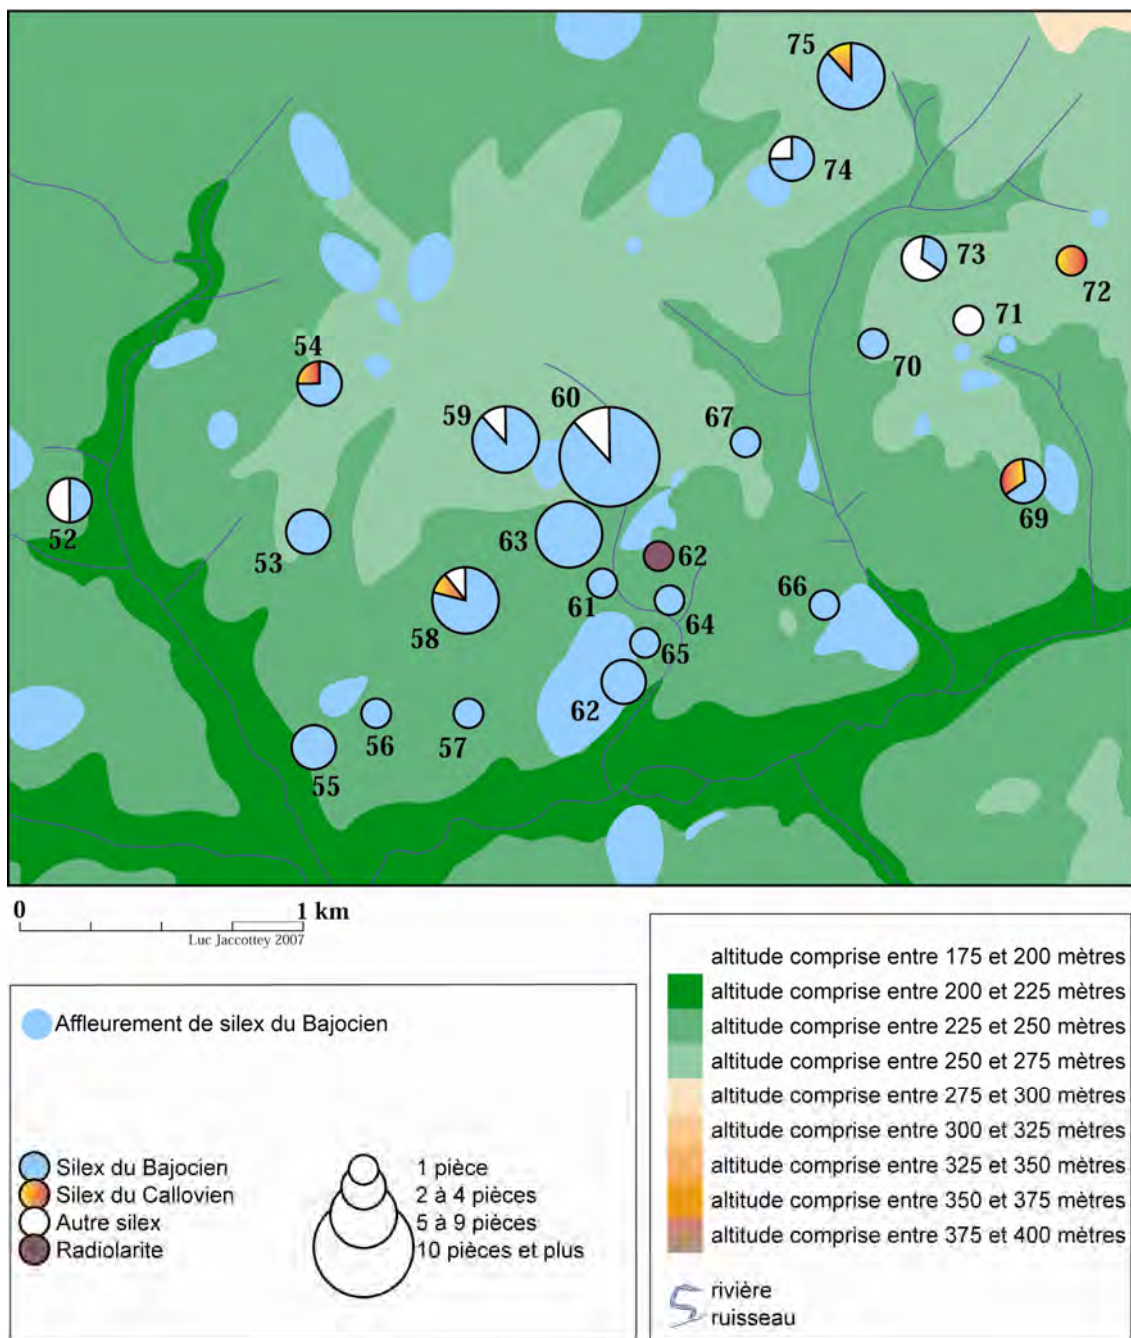 75
74
73
72
54
71
70
60
59
67
52
69
53
63
62
61
66
64
58
65
62
56
57
55
0 1 km
Luc Jaccottey 2007
Affleurement de silex du Bajocien
Silex du Bajocien
Silex du Callovien
Autre silex
Radiolarite
1 pièce
2 à 4 pièces
5 à 9 pièces
10 pièces et plus
altitude comprise entre 175 et 200 mètres
altitude comprise entre 200 et 225 mètres
altitude comprise entre 225 et 250 mètres
altitude comprise entre 250 et 275 mètres
altitude comprise entre 275 et 300 mètres
altitude comprise entre 300 et 325 mètres
altitude comprise entre 325 et 350 mètres
altitude comprise entre 350 et 375 mètres
altitude comprise entre 375 et 400 mètres
rivière
ruisseau